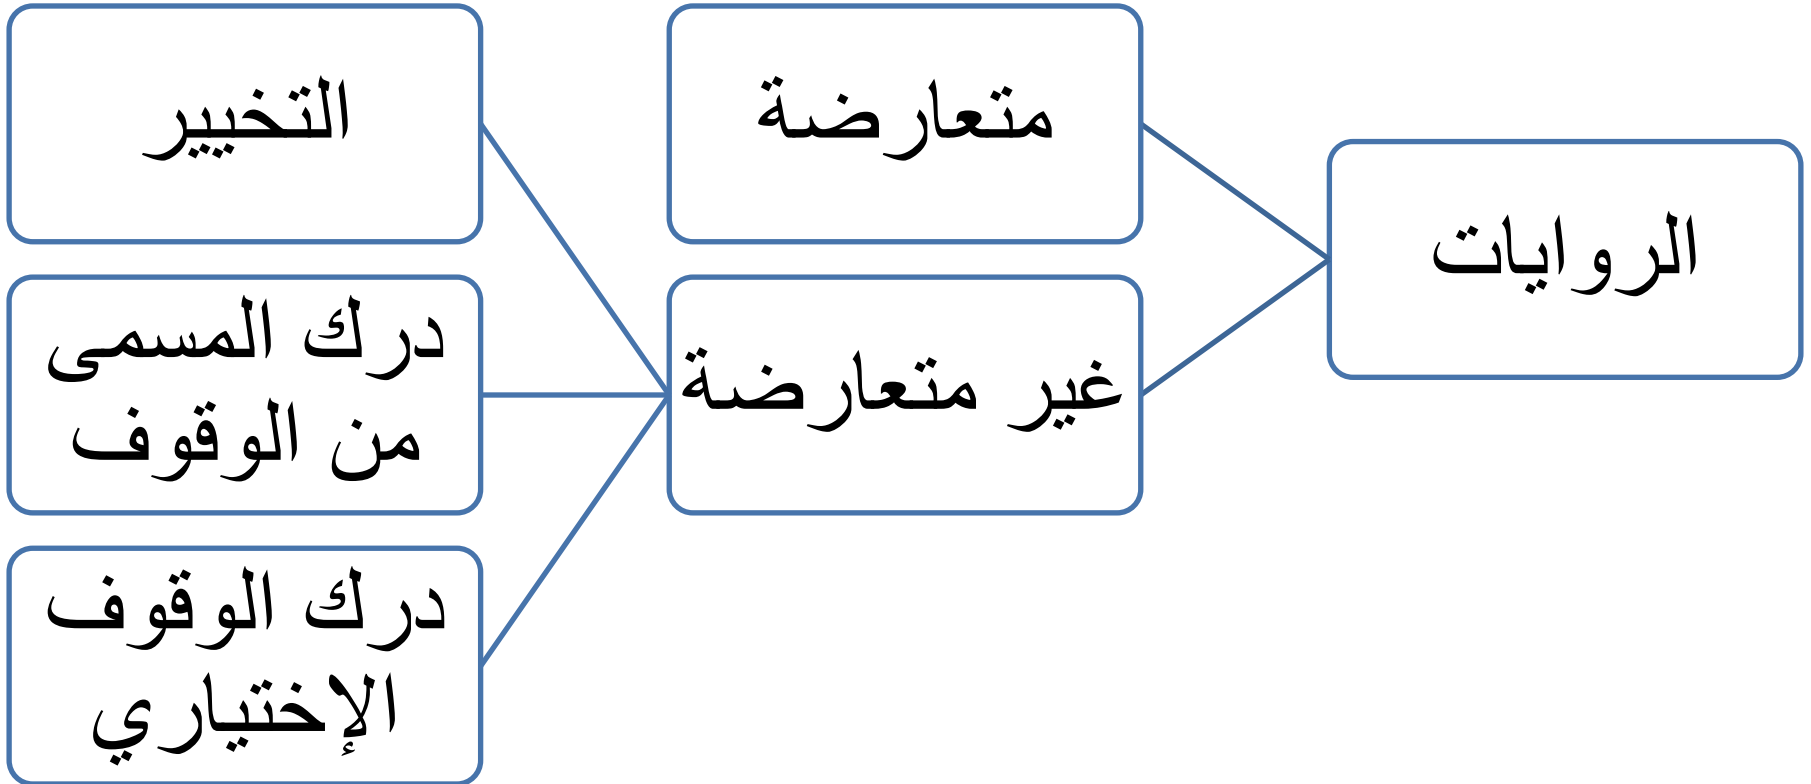 الروايات
متعارضة
غير متعارضة
التخيير
درك المسمى
من الوقوف
درك الوقوف
الإختياري